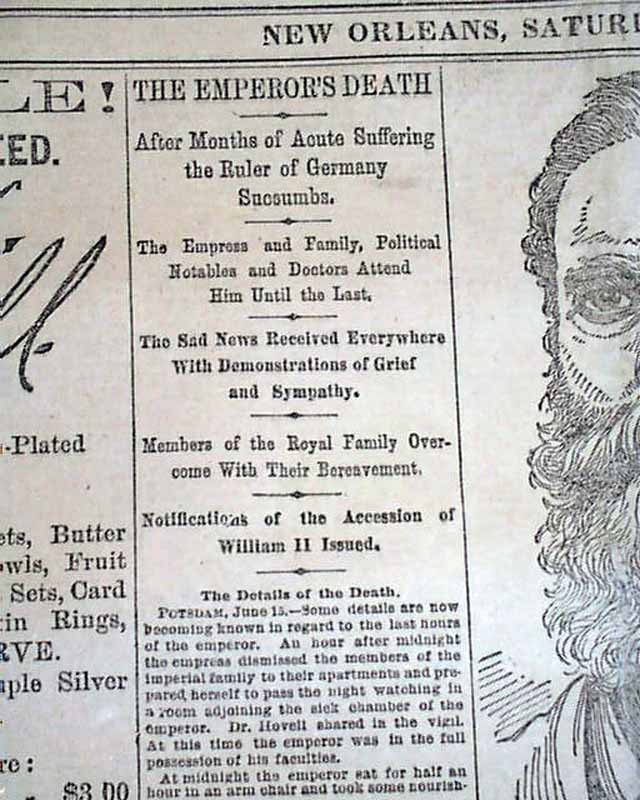 NEW ORLEANS, SATUR
LE!
EED.
-Plated
ets, Butter
owls, Fruit
Sets, Card
in Rings,
RVE.
ple Silver
re:
$3 00
THE EMPEROR'S DEATH
After Months of Acute Suffering
the Ruler of Germany
Succumbs.
The Empress and Family, Political
Notables and Doctors Attend
Him Until the Last.
The Sad News Received Everywhere
With Demonstrations of Grief
and Sympathy.
Members of the Royal Family Over-
come With Their Bereavement.
Notifications of the Accession of
William II Issued.
The Details of the Death.
POTSDAM, June 15.—Some details are now
becoming known in regard to the last hours
of the emperor. An hour after midnight
the empress dismissed the members of the
imperial family to their apartments and pre-
pared herself to pass the night watching in
a room adjoining the sick chamber of the
emperor. Dr. Hovell shared in the vigil.
At this time the emperor was in the full
possession of his faculties.
At midnight the emperor sat for half an
hour in an arm chair and took some nourish-